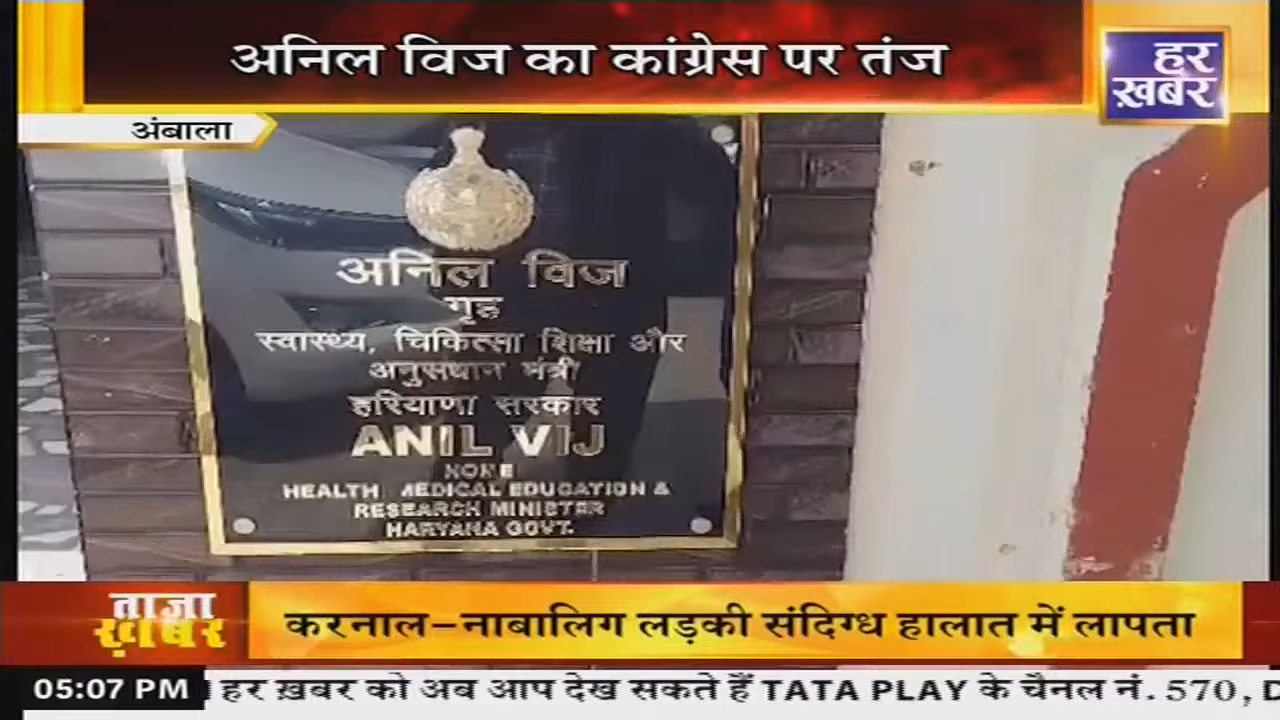 अनिल विज का कांग्रेस पर तंज
हर
ख़बर
अंबाला
अनिल विज
गृह
स्वास्थ्य, चिकित्सा शिक्षा और
अनुसधान मंत्री
हरियाणा सरकार
ANIL VIJ
HOME
HEALTH MEDICAL EDUCATION &
RESEARCH MINISTER
HARYANA GOVT.
ताज़ा
ख़बर
करनाल-नाबालिग लड़की संदिग्ध हालात में लापता
05:07 PM
हर ख़बर को अब आप देख सकते हैं TATA PLAY के चैनल नं. 570, D